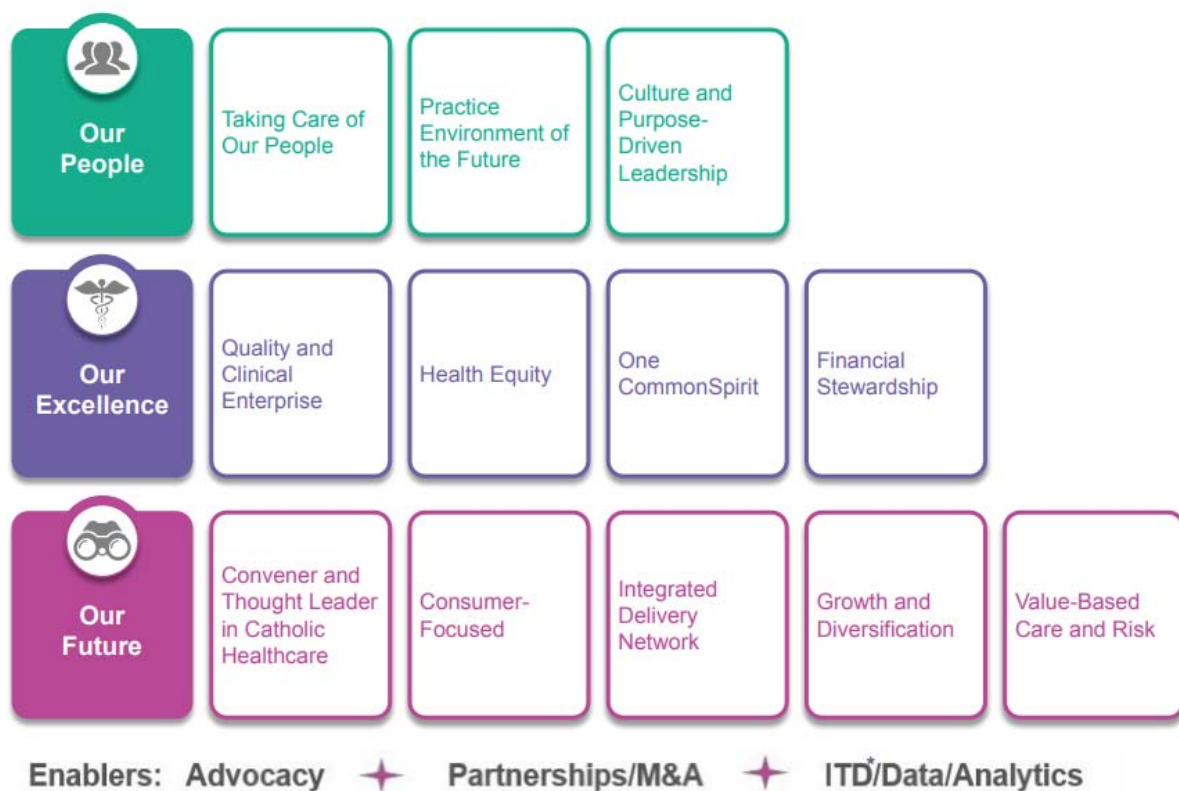 Our
People
Taking Care of
Our People
Practice
Environment of
the Future
Culture and
Purpose-
Driven
Leadership
Our
Excellence
Quality and
Clinical
Enterprise
Health Equity
One
CommonSpirit
Financial
Stewardship
Our
Future
Convener and
Thought Leader
in Catholic
Healthcare
Consumer-
Focused
Integrated
Delivery
Network
Growth and
Diversification
Value-Based
Care and Risk
Enablers: Advocacy Partnerships/M&A ITD*/Data/Analytics